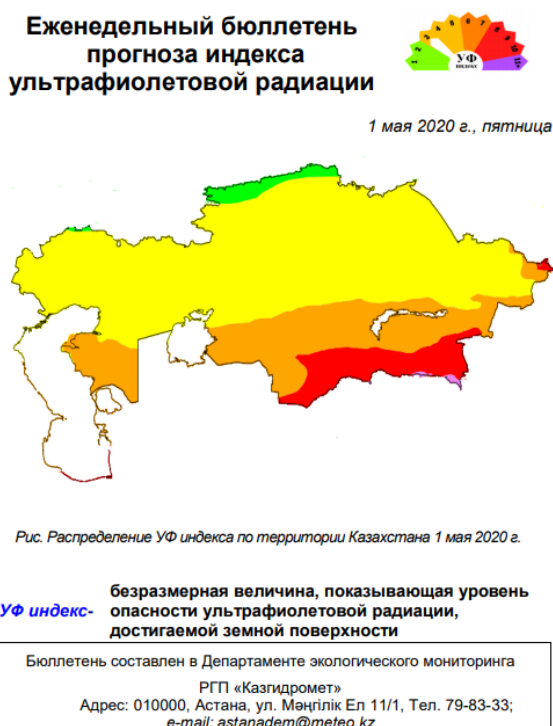 Еженедельный бюллетень
прогноза индекса
ультрафиолетовой радиации
УФ
индекс
1 мая 2020 г., пятница
Рис. Распределение УФ индекса по территории Казахстана 1 мая 2020 г.
безразмерная величина, показывающая уровень
УФ индекс- опасности ультрафиолетовой радиации,
достигаемой земной поверхности
Бюллетень составлен в Департаменте экологического мониторинга
РГП «Казгидромет»
Адрес: 010000, Астана, ул. Мәңгілік Ел 11/1, Тел. 79-83-33;
e-mail: astanadem@meteo.kz